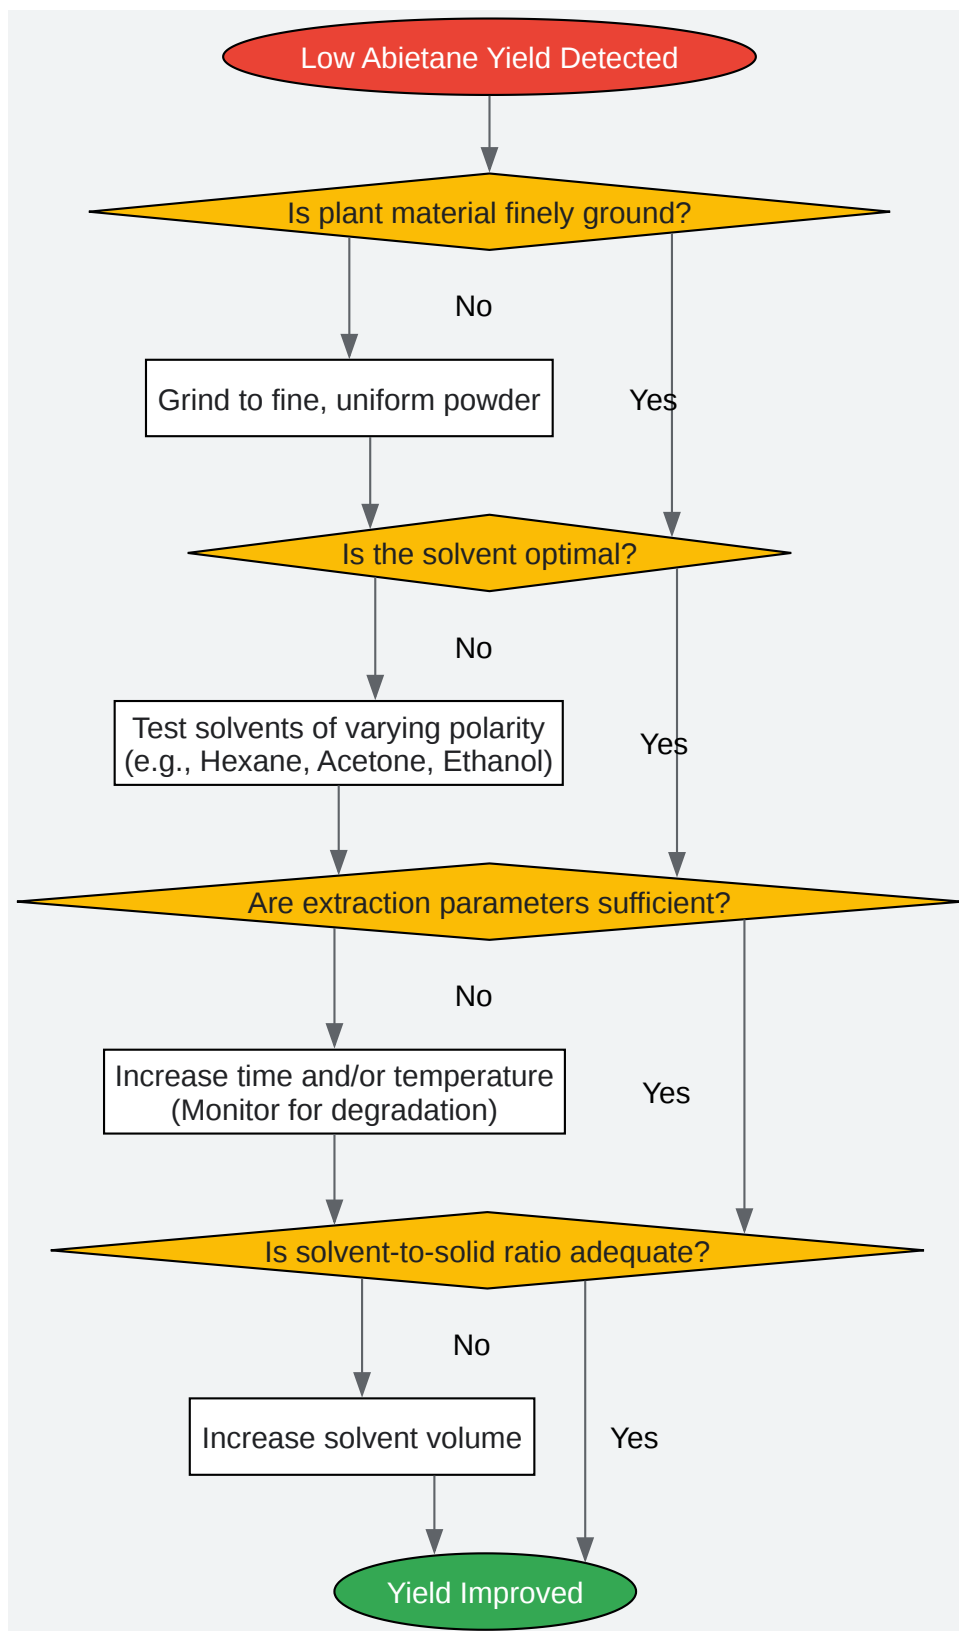 Low Abietane Yield Detected
Is plant material finely ground?
No
Grind to fine, uniform powder
Yes
Is the solvent optimal?
No
Test solvents of varying polarity
(e.g., Hexane, Acetone, Ethanol)
Yes
Are extraction parameters sufficient?
No
Increase time and/or temperature
(Monitor for degradation)
Yes
Is solvent-to-solid ratio adequate?
No
Increase solvent volume
Yes
Yield Improved